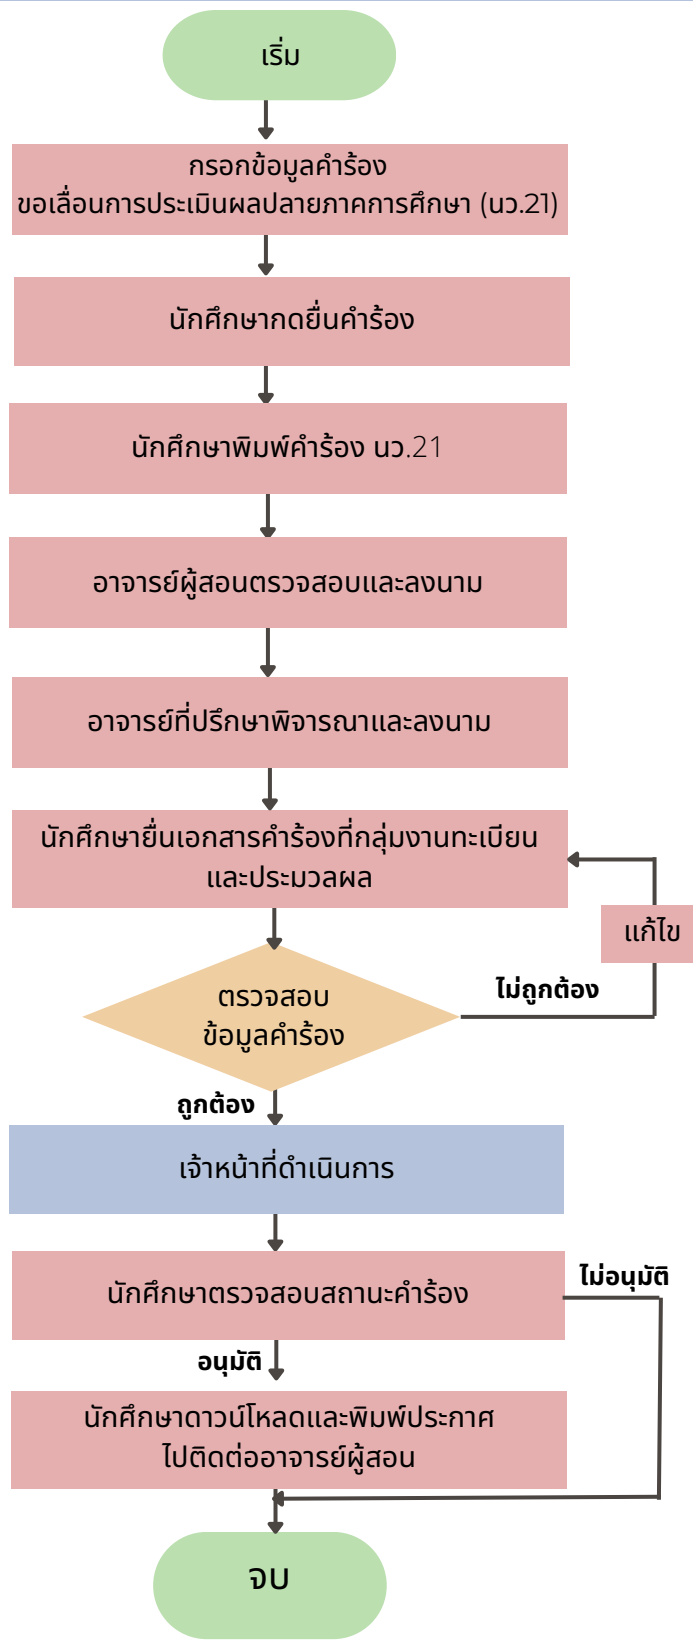 เริ่ม
กรอกข้อมูลคำร้อง
ขอเลื่อนการประเมินผลปลายภาคการศึกษา (นว.21)
นักศึกษากดยื่นคำร้อง
นักศึกษาพิมพ์คำร้อง นว.21
อาจารย์ผู้สอนตรวจสอบและลงนาม
อาจารย์ที่ปรึกษาพิจารณาและลงนาม
นักศึกษายื่นเอกสารคำร้องที่กลุ่มงานทะเบียน
และประมวลผล
แก้ไข
ไม่ถูกต้อง
ตรวจสอบ
ข้อมูลคำร้อง
ถูกต้อง
เจ้าหน้าที่ดำเนินการ
นักศึกษาตรวจสอบสถานะคำร้อง
ไม่อนุมัติ
อนุมัติ
นักศึกษาดาวน์โหลดและพิมพ์ประกาศ
ไปติดต่ออาจารย์ผู้สอน
จบ